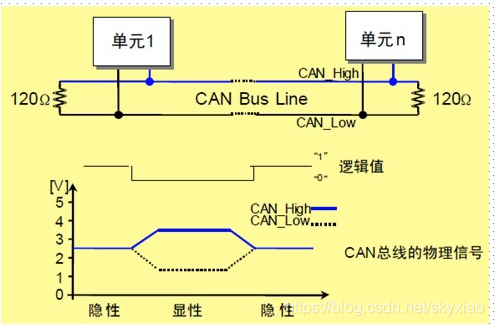 单元1
单元n
CAN_High
120Ω
CAN Bus Line
120Ω
CAN_Low
"1"
逻辑值
"0"
[V]
5
CAN_High
4
CAN_Low
3
CAN总线的物理信号
2
1
0
隐性 显性 隐性
https://blog.csdn.net/skyxiao